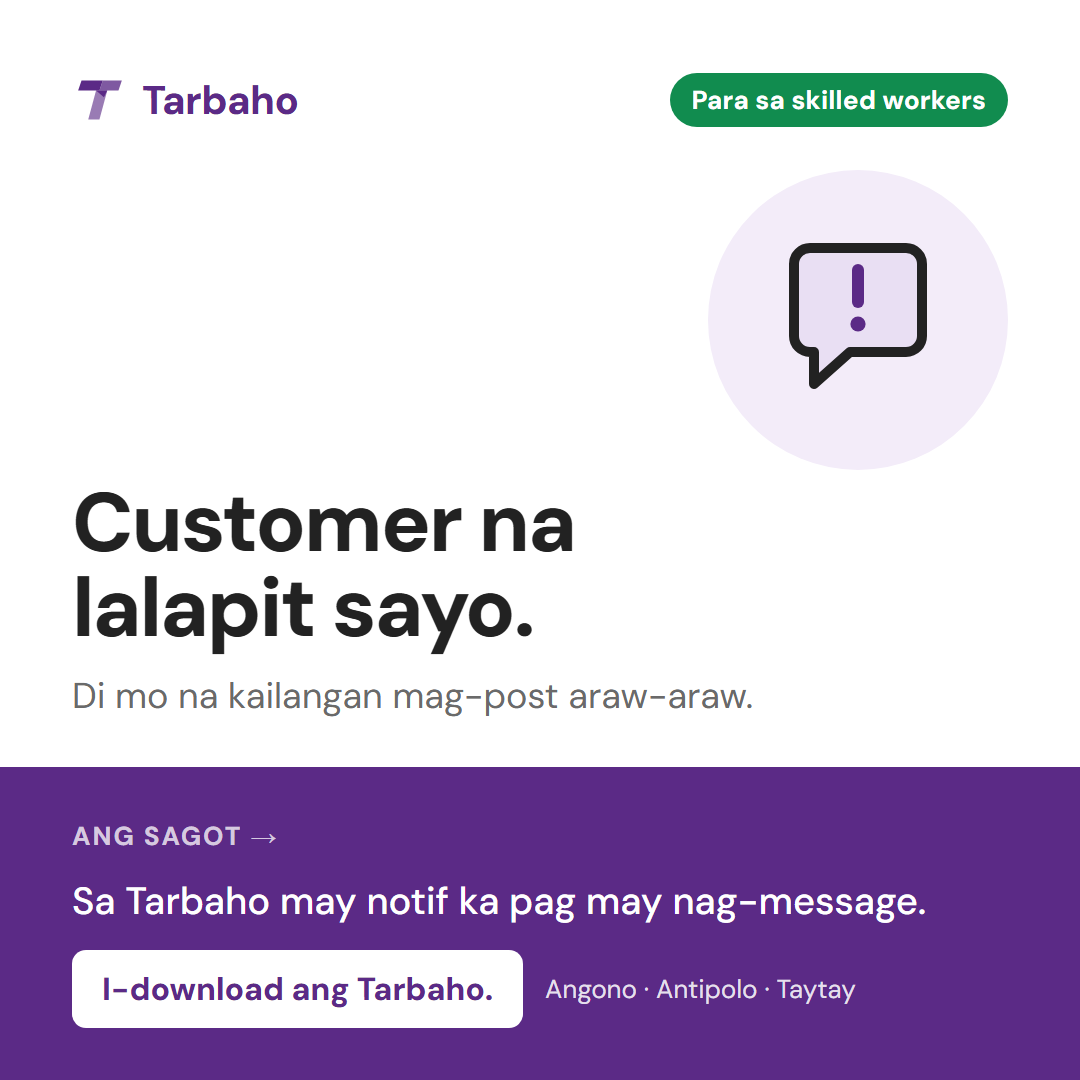 Tarbaho
Para sa skilled workers
!
Customer na
lalapit sayo.
Di mo na kailangan mag-post araw-araw.
ANG SAGOT →
Sa Tarbaho may notif ka pag may nag-message.
I-download ang Tarbaho.
Angono · Antipolo · Taytay